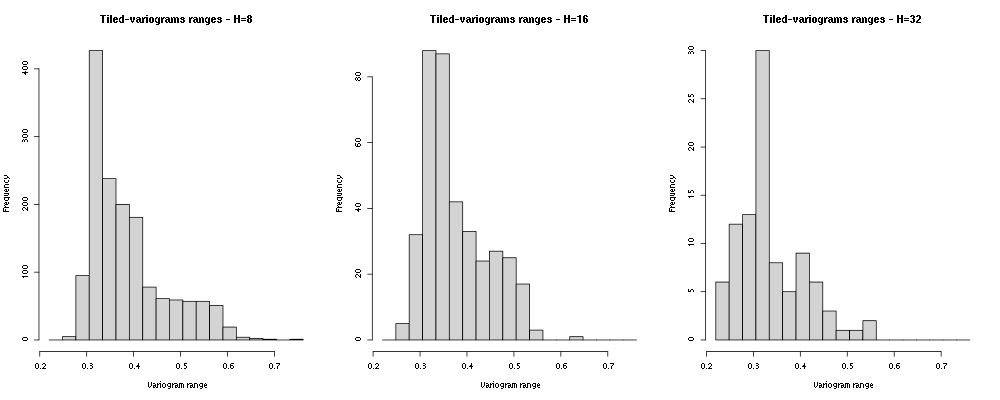 Tiled-variograms ranges - H=8
Frequency
400
300
200
100
0
0.2 0.3 0.4 0.5 0.6 0.7
Variogram range
Tiled-variograms ranges - H=16
Frequency
80
60
40
20
0
0.2 0.3 0.4 0.5 0.6 0.7
Variogram range
Tiled-variograms ranges - H=32
Frequency
30
25
20
15
10
5
0
0.2 0.3 0.4 0.5 0.6 0.7
Variogram range